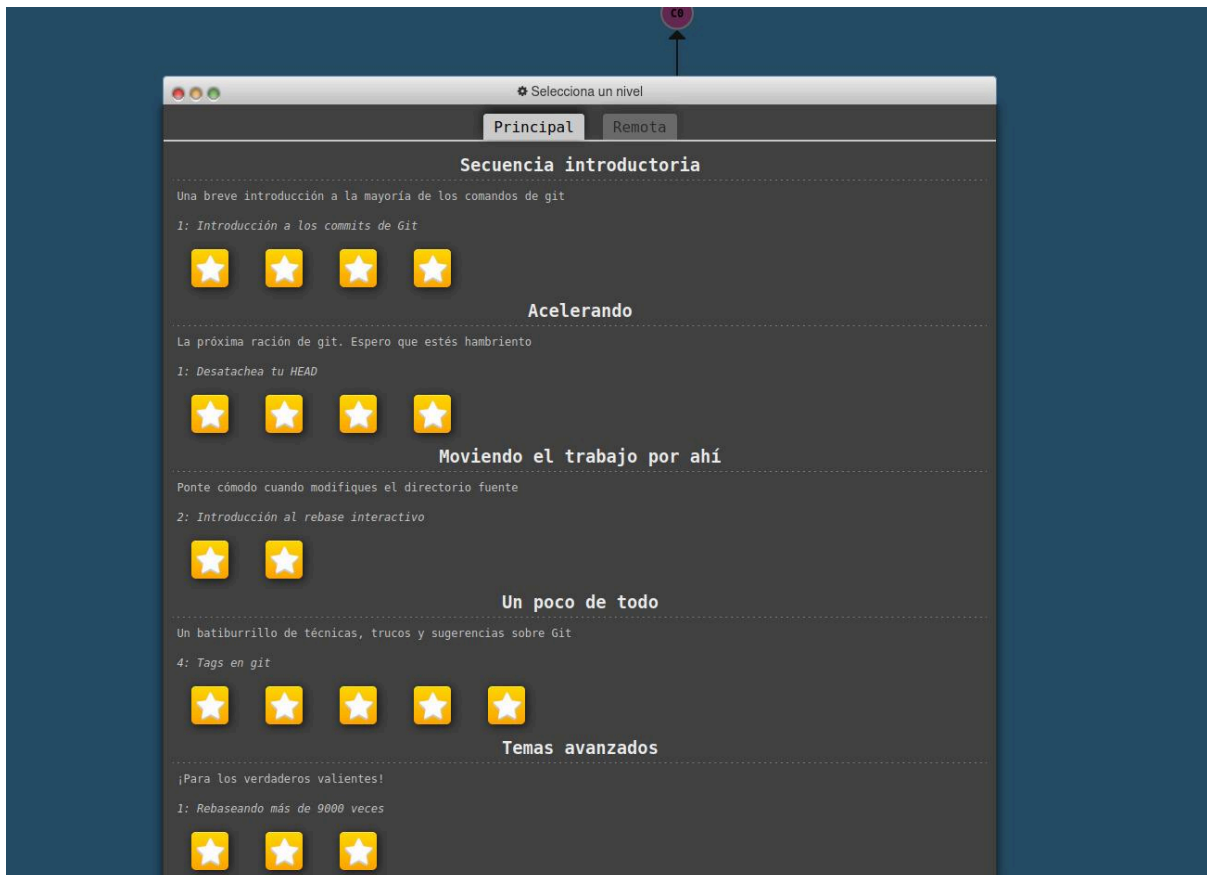 C0
Selecciona un nivel
Principal Remota
Secuencia introductoria
Una breve introducción a la mayoría de los comandos de git
1: Introducción a los commits de Git
Acelerando
La próxima ración de git. Espero que estés hambriento
1: Desatachea tu HEAD
Moviendo el trabajo por ahí
Ponte cómodo cuando modifiques el directorio fuente
2: Introducción al rebase interactivo
Un poco de todo
Un batiburrillo de técnicas, trucos y sugerencias sobre Git
4: Tags en git
Temas avanzados
¡Para los verdaderos valientes!
1: Rebaseando más de 9000 veces